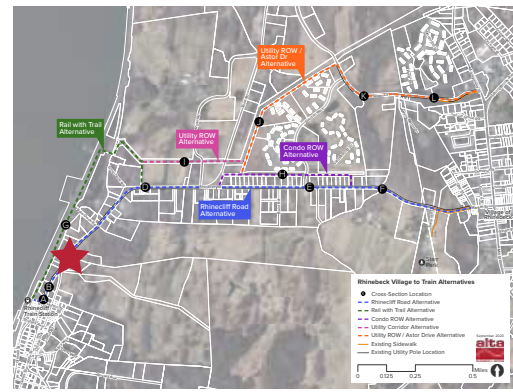 Utility ROW /
Astor Dr
Alternative
K
L
Rail with Trail
Alternative
J
Utility ROW
Alternative
Condo ROW
Alternative
I
H
D
E
F
Rhinecliff Road
Alternative
Village of
G
B
A
Rhinecliff
Train Station
Rhinebeck Village to Train Alternatives
Cross-Section Location
Rhinecliff Road Alternative
Rail with Trail Alternative
Condo ROW Alternative
Utility Corridor Alternative
Utility ROW / Astor Drive Alternative
Existing Sidewalk
Existing Utility Pole Location
September 2020
alta
0 0.125 0.25 0.5
Miles